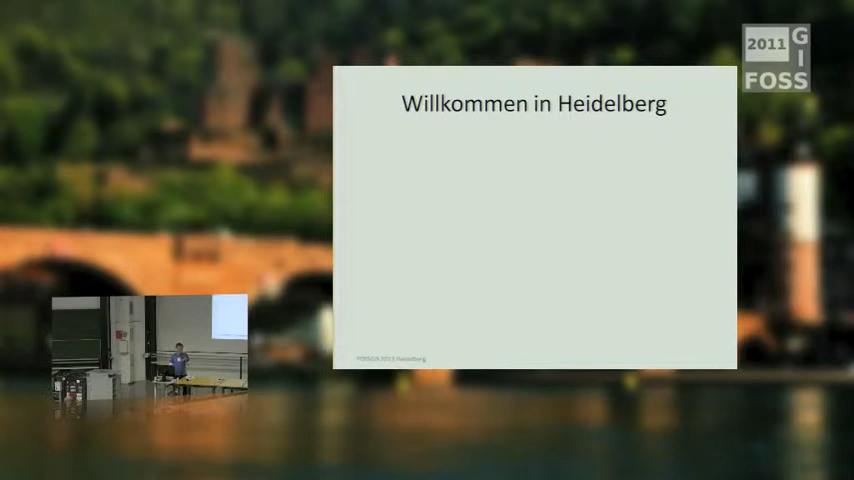 2011
G
I
FOSS
Willkommen in Heidelberg
FOSSGIS 2011 Heidelberg